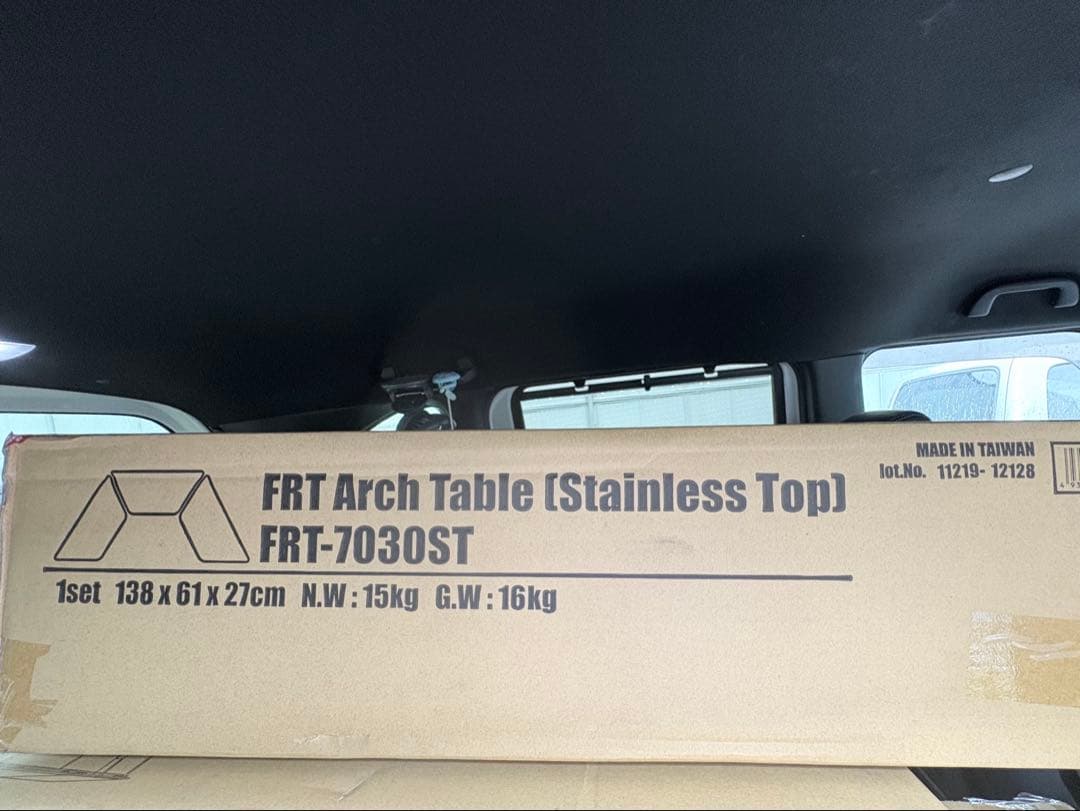 FRT Arch Table (Stainless Top)
FRT-7030ST
1set 138 x 61 x 27cm N.W : 15kg G.W : 16kg
MADE IN TAIWAN
lot.No. 11219- 12128